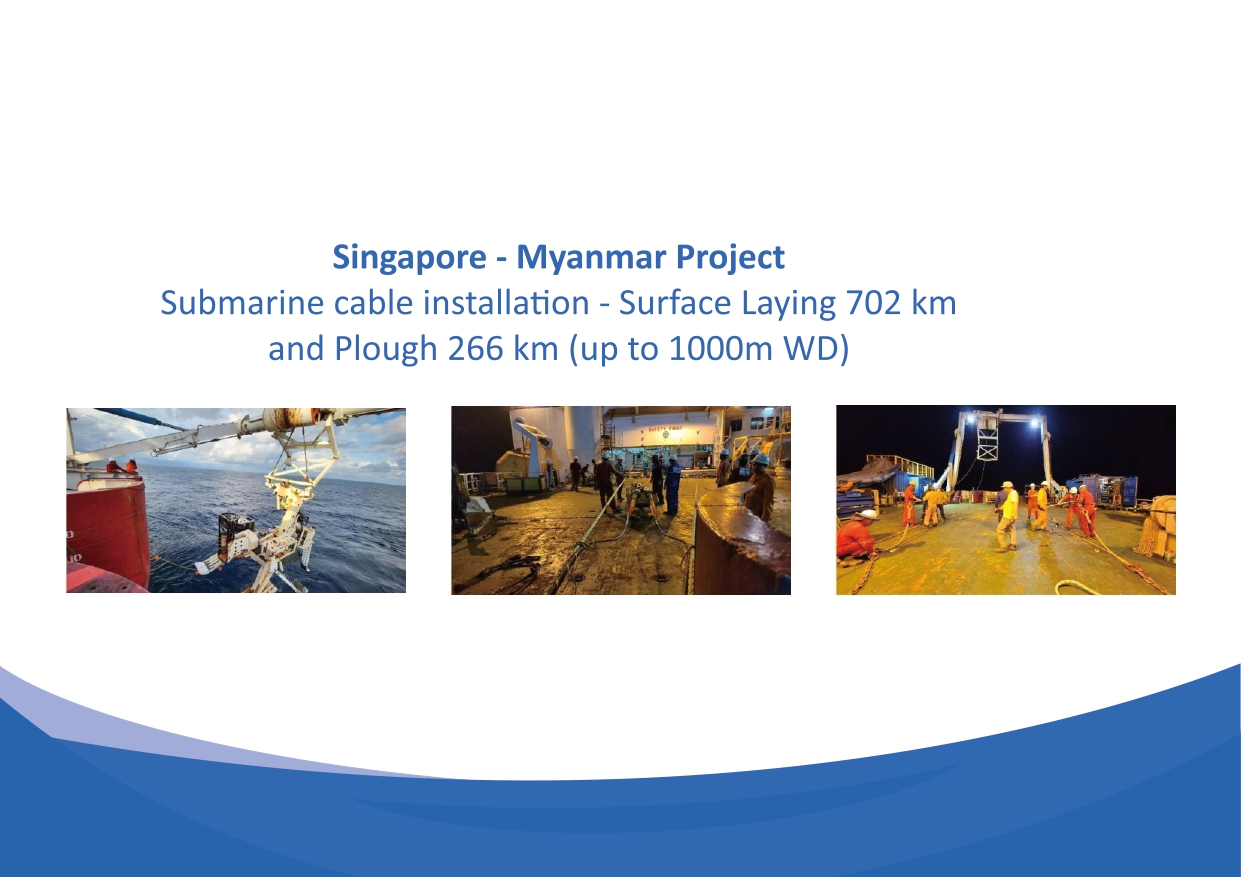 Singapore - Myanmar Project
Submarine cable installation - Surface Laying 702 km
and Plough 266 km (up to 1000m WD)
SAFETY FIRST